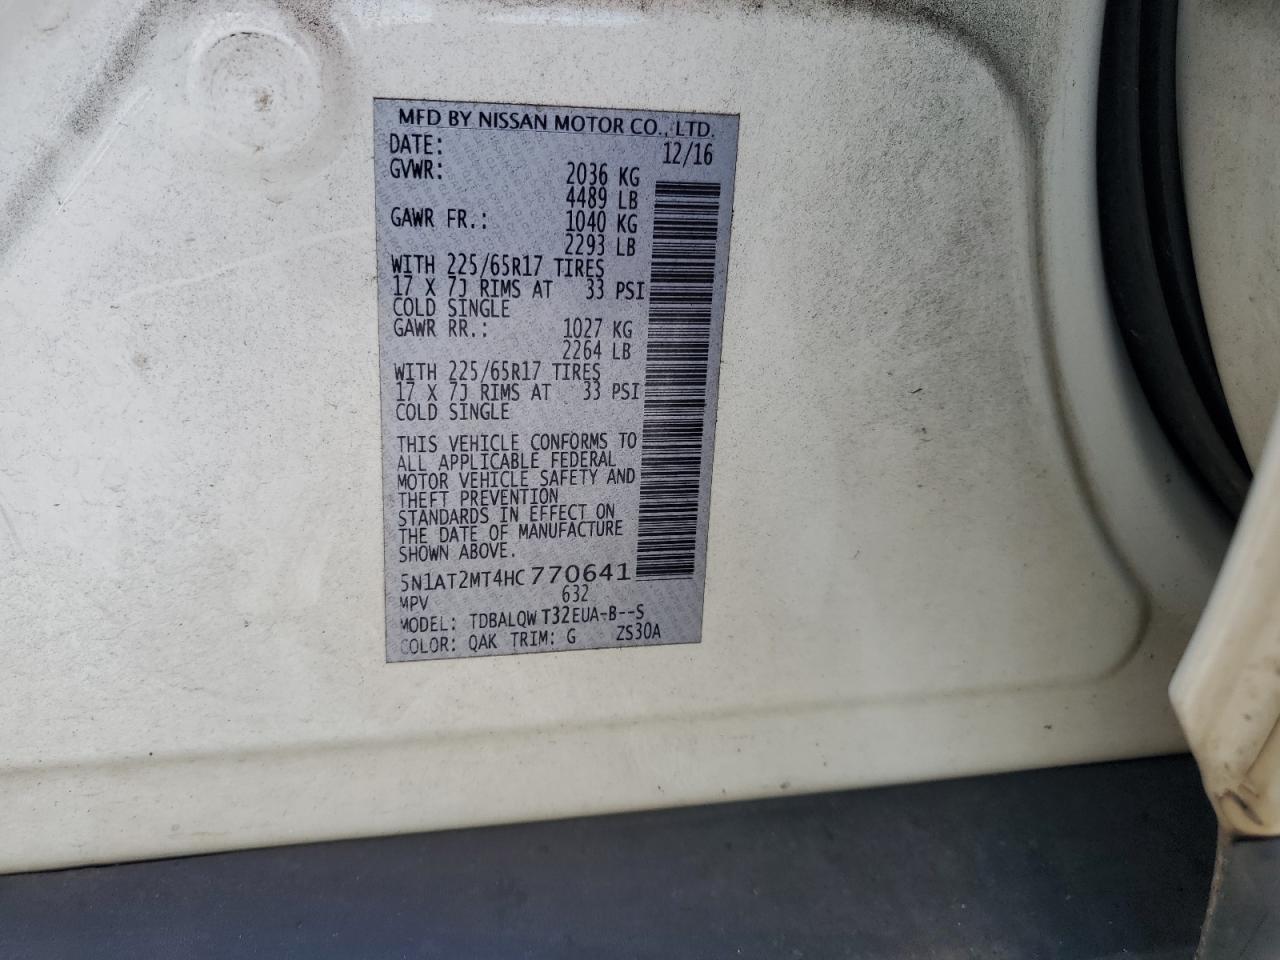 MFD BY NISSAN MOTOR CO., LTD.
DATE: 12/16
GVWR: 2036 KG
4489 LB
GAWR FR.: 1040 KG
2293 LB
WITH 225/65R17 TIRES
17 X 7J RIMS AT 33 PSI
COLD SINGLE
GAWR RR.: 1027 KG
2264 LB
WITH 225/65R17 TIRES
17 X 7J RIMS AT 33 PSI
COLD SINGLE
THIS VEHICLE CONFORMS TO
ALL APPLICABLE FEDERAL
MOTOR VEHICLE SAFETY AND
THEFT PREVENTION
STANDARDS IN EFFECT ON
THE DATE OF MANUFACTURE
SHOWN ABOVE.
5N1AT2MT4HC770641
MPV 632
MODEL: TDBALQW T32EUA-B--S
COLOR: QAK TRIM: G ZS30A